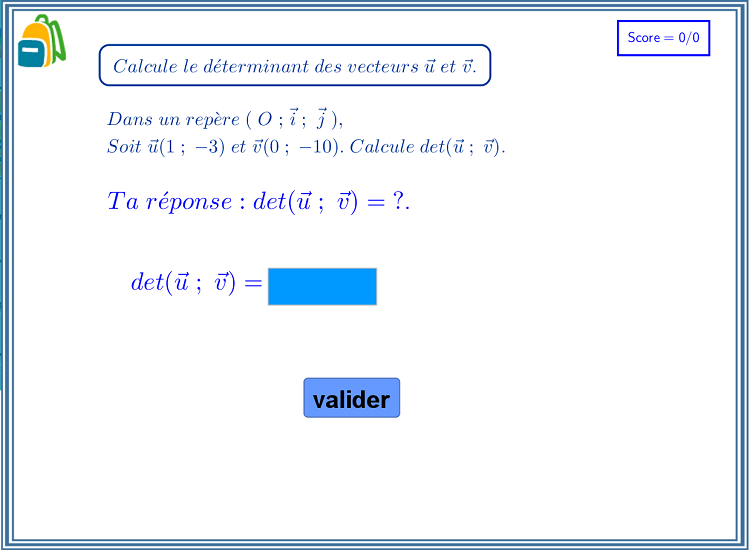 Score = 0/0
Calcule le déterminant des vecteurs $\vec{u}$ et $\vec{v}$.
Dans un repère ( O ; $\vec{i}$ ; $\vec{j}$ ),
Soit $\vec{u}$(1 ; −3) et $\vec{v}$(0 ; −10). Calcule det($\vec{u}$ ; $\vec{v}$).
Ta réponse : det($\vec{u}$ ; $\vec{v}$) = ?.
det($\vec{u}$ ; $\vec{v}$) =
valider